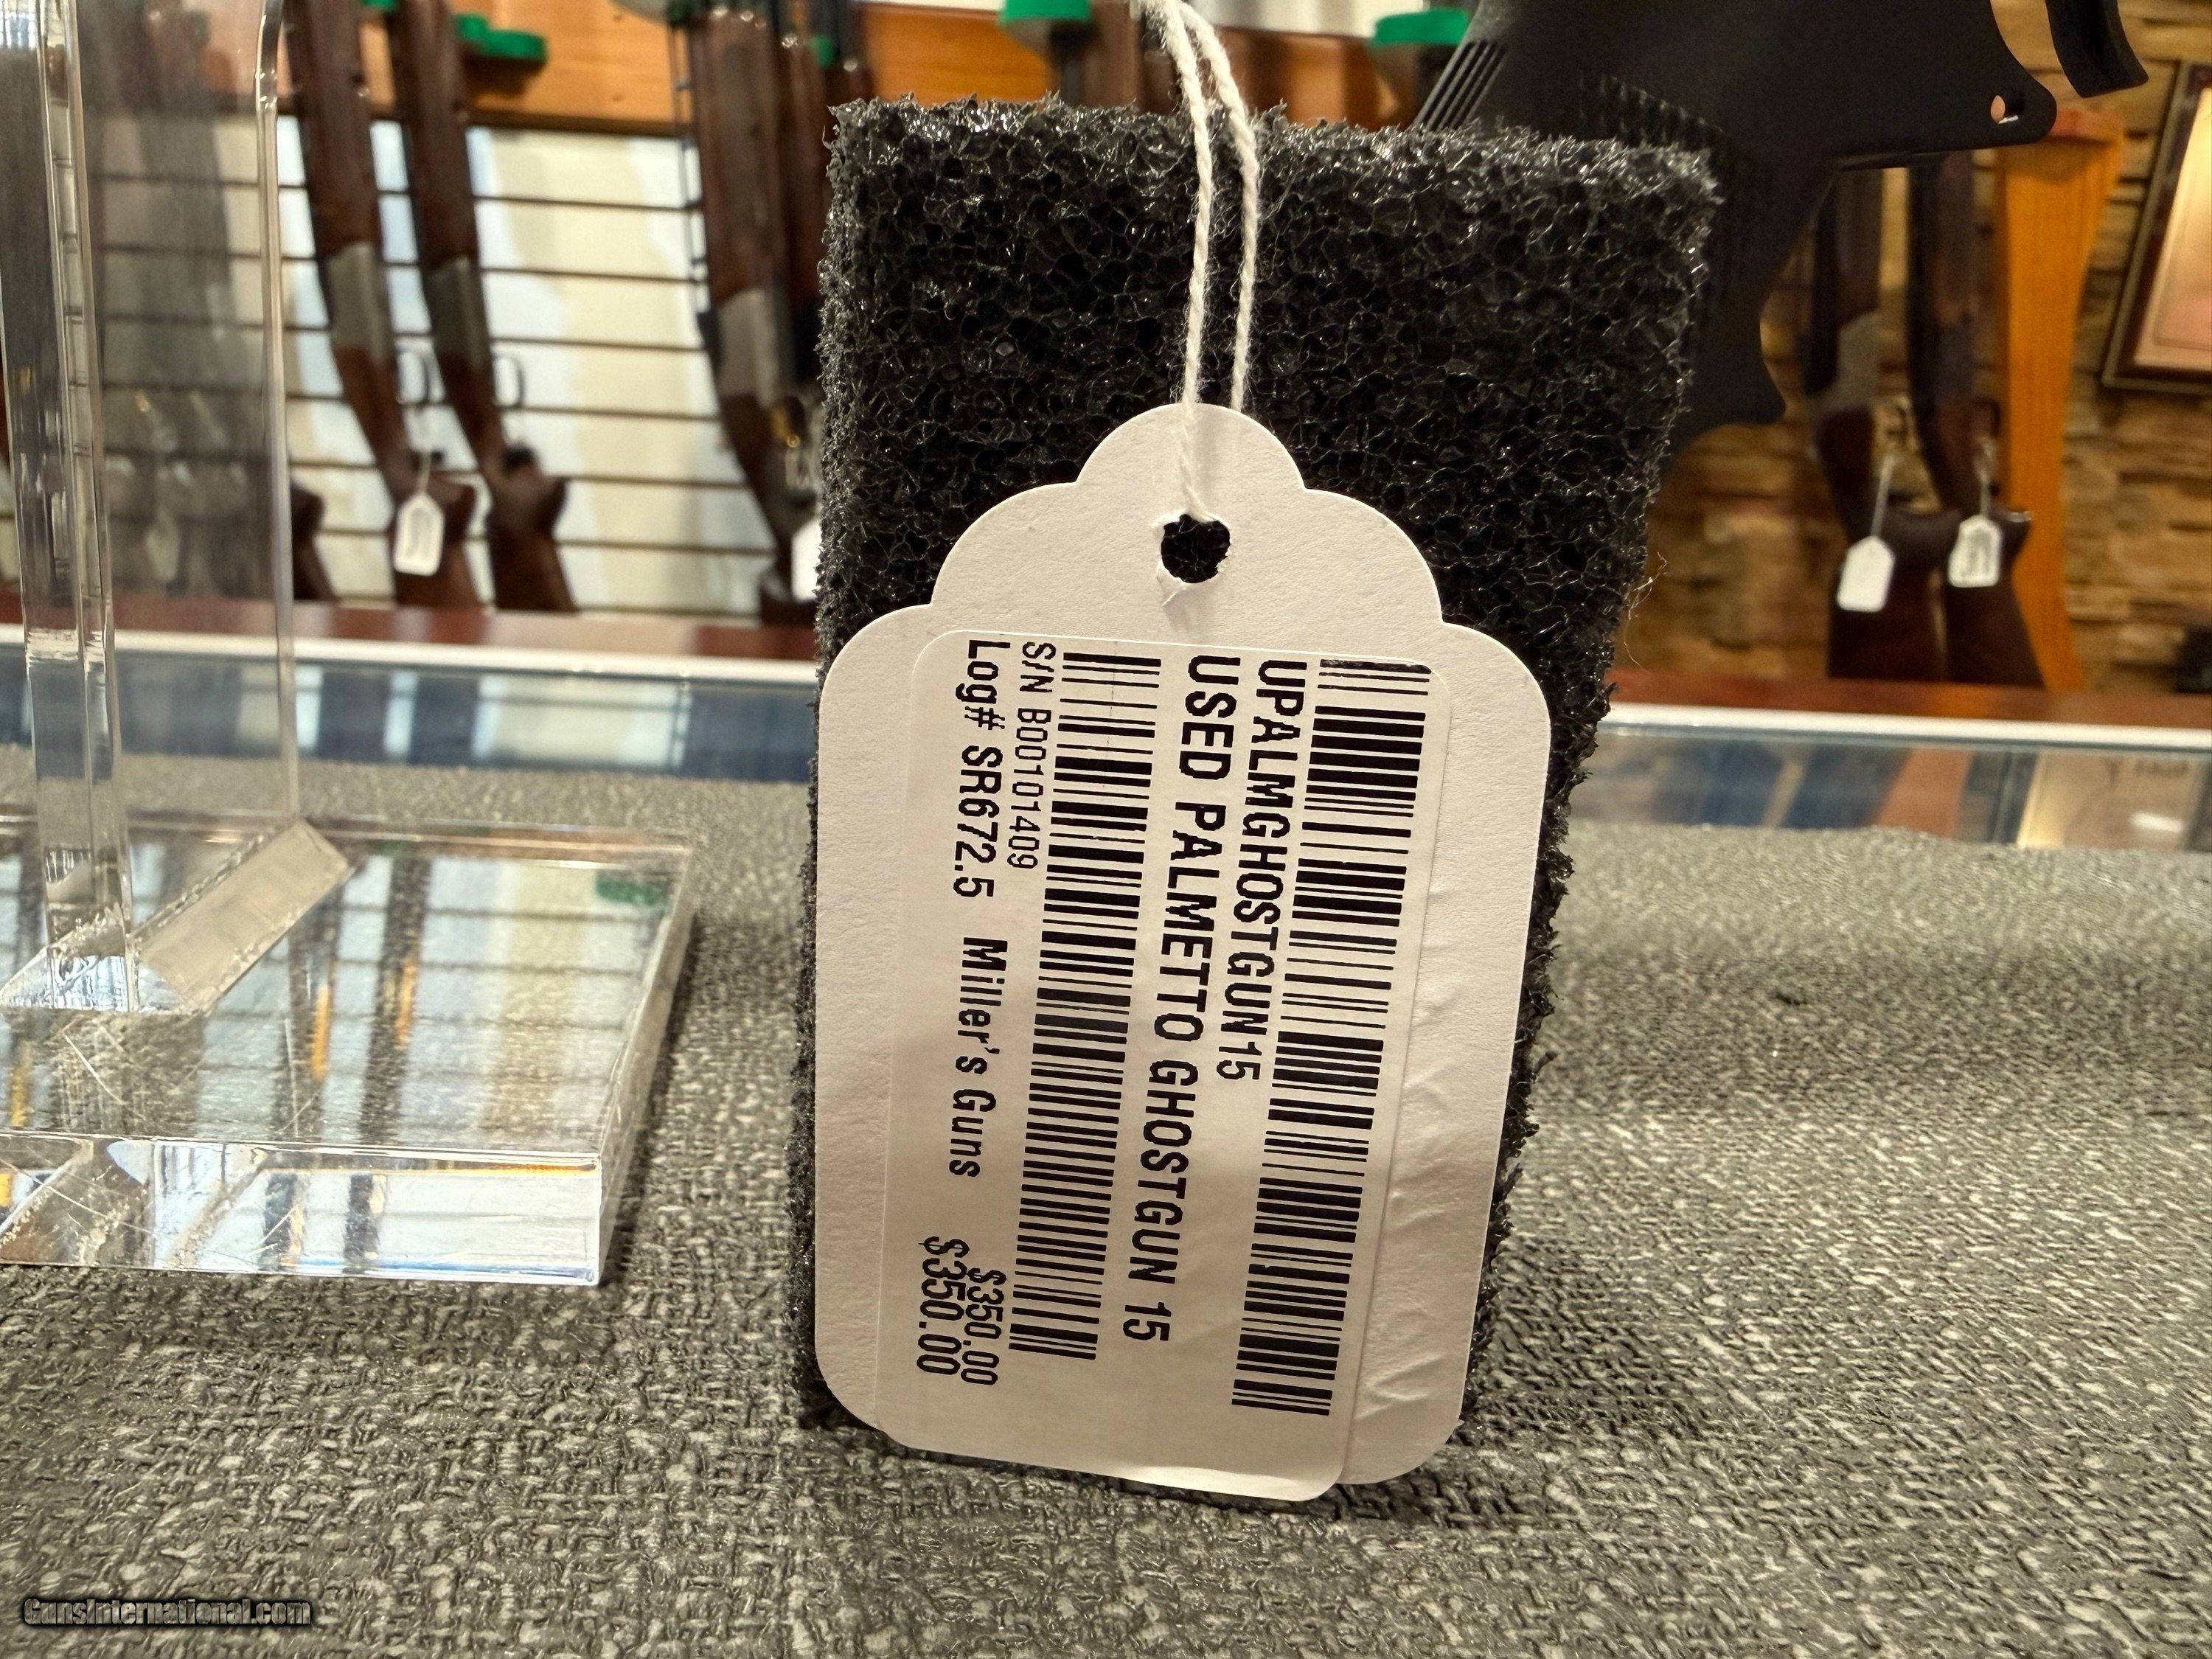 UPALMGHOSTGUN15
USED PALMETTO GHOSTGUN 15
S/N B00101409
$350.00
Log# SR672.5 Miller's Guns $350.00
GunsInternational.com